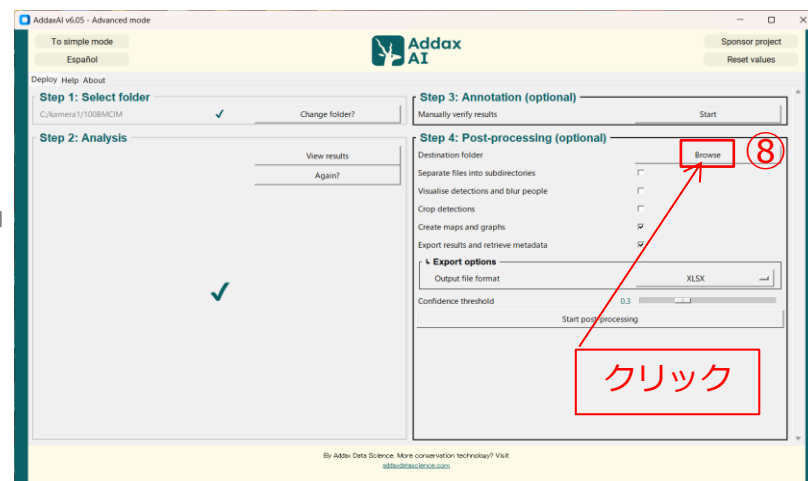 AddaxAI v6.05 - Advanced mode
To simple mode
Español
Addax
AI
Sponsor project
Reset values
Deploy Help About
Step 1: Select folder
C:/kamera1/100BMCIM
Change folder?
Step 2: Analysis
View results
Again?
Step 3: Annotation (optional)
Manually verify results
Start
Step 4: Post-processing (optional)
Destination folder
Browse
⑧
Separate files into subdirectories
Visualise detections and blur people
Crop detections
Create maps and graphs
Export results and retrieve metadata
↳ Export options
Output file format
XLSX
Confidence threshold
0.3
Start post-processing
クリック
By Addax Data Science. More conservation technology? Visit
addaxdatascience.com